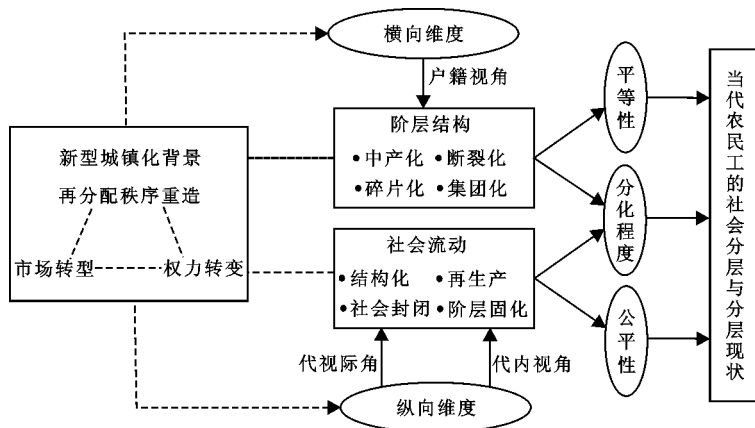 横向维度
户籍视角
新型城镇化背景
再分配秩序重造
市场转型
权力转变
阶层结构
•中产化 •断裂化
•碎片化 •集团化
社会流动
•结构化 •再生产
•社会封闭 •阶层固化
代视际角
代内视角
纵向维度
平等性
分化程度
公平性
当代农民工的社会分层与分层现状